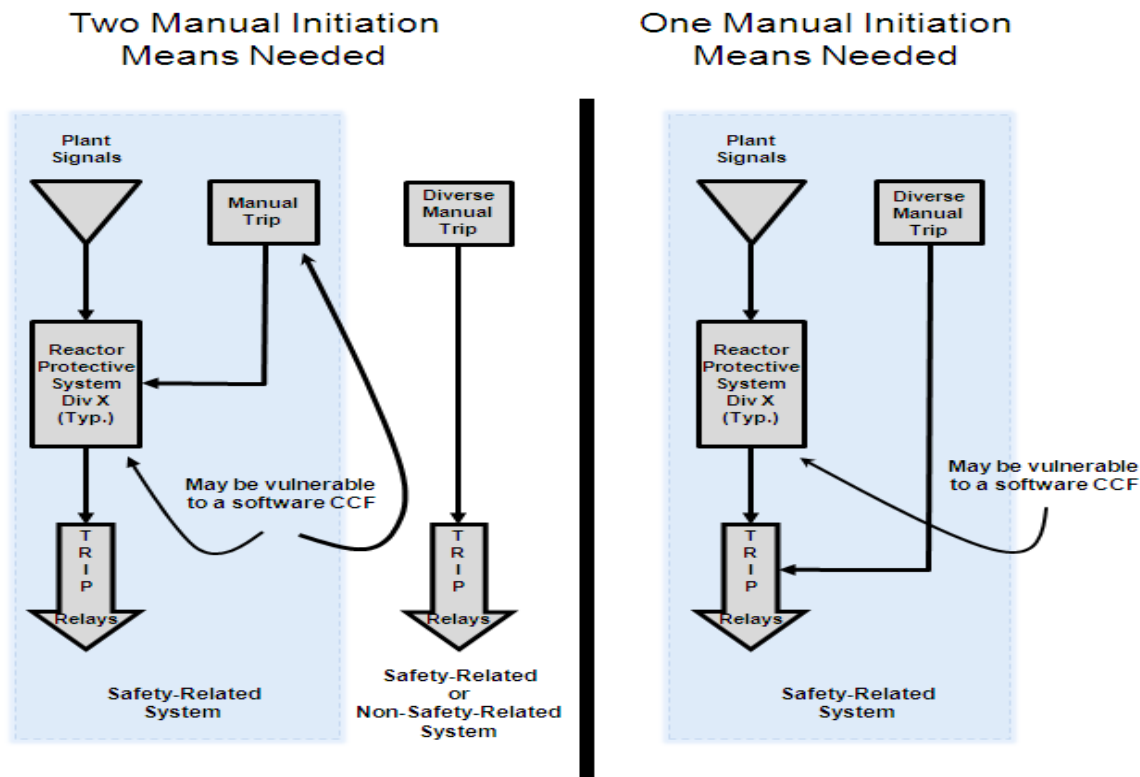 Two Manual Initiation
Means Needed
Plant
Signals
Manual
Trip
Diverse
Manual
Trip
Reactor
Protective
System
Div X
(Typ.)
May be vulnerable
to a software CCF
T
R
I
P
Relays
T
R
I
P
Relays
Safety-Related
System
Safety-Related
or
Non-Safety-Related
System
One Manual Initiation
Means Needed
Plant
Signals
Diverse
Manual
Trip
Reactor
Protective
System
Div X
(Typ.)
May be vulnerable
to a software CCF
T
R
I
P
Relays
Safety-Related
System